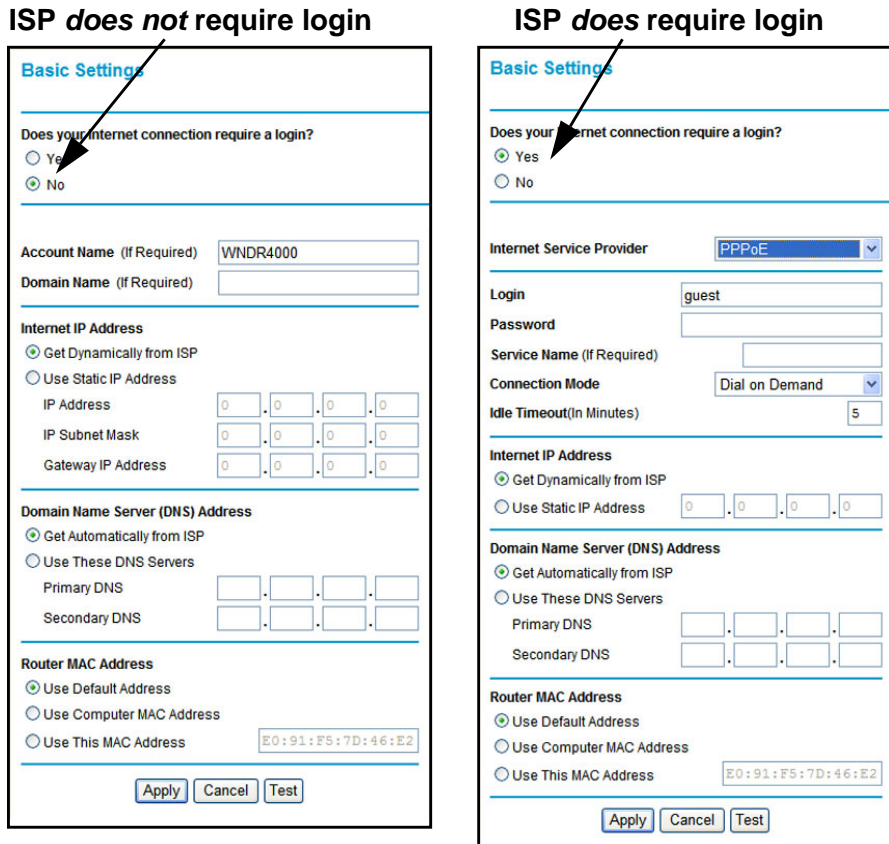 ISP does not require login
Basic Settings
Does your Internet connection require a login?
Yes
No
Account Name (If Required) WNDR4000
Domain Name (If Required)
Internet IP Address
Get Dynamically from ISP
Use Static IP Address
IP Address 0 . 0 . 0 . 0
IP Subnet Mask 0 . 0 . 0 . 0
Gateway IP Address 0 . 0 . 0 . 0
Domain Name Server (DNS) Address
Get Automatically from ISP
Use These DNS Servers
Primary DNS . . .
Secondary DNS . . .
Router MAC Address
Use Default Address
Use Computer MAC Address
Use This MAC Address E0:91:F5:7D:46:E2
Apply Cancel Test
ISP does require login
Basic Settings
Does your Internet connection require a login?
Yes
No
Internet Service Provider PPPoE
Login guest
Password
Service Name (If Required)
Connection Mode Dial on Demand
Idle Timeout(In Minutes) 5
Internet IP Address
Get Dynamically from ISP
Use Static IP Address 0 . 0 . 0 . 0
Domain Name Server (DNS) Address
Get Automatically from ISP
Use These DNS Servers
Primary DNS . . .
Secondary DNS . . .
Router MAC Address
Use Default Address
Use Computer MAC Address
Use This MAC Address E0:91:F5:7D:46:E2
Apply Cancel Test